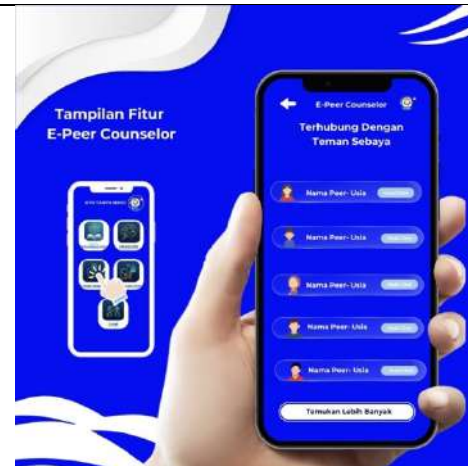 Tampilan Fitur
E-Peer Counselor
E-Peer Counselor
Terhubung Dengan
Teman Sebaya
Nama Peer- Usia
Nama Peer- Usia
Nama Peer- Usia
Nama Peer- Usia
Nama Peer- Usia
Temukan Lebih Banyak